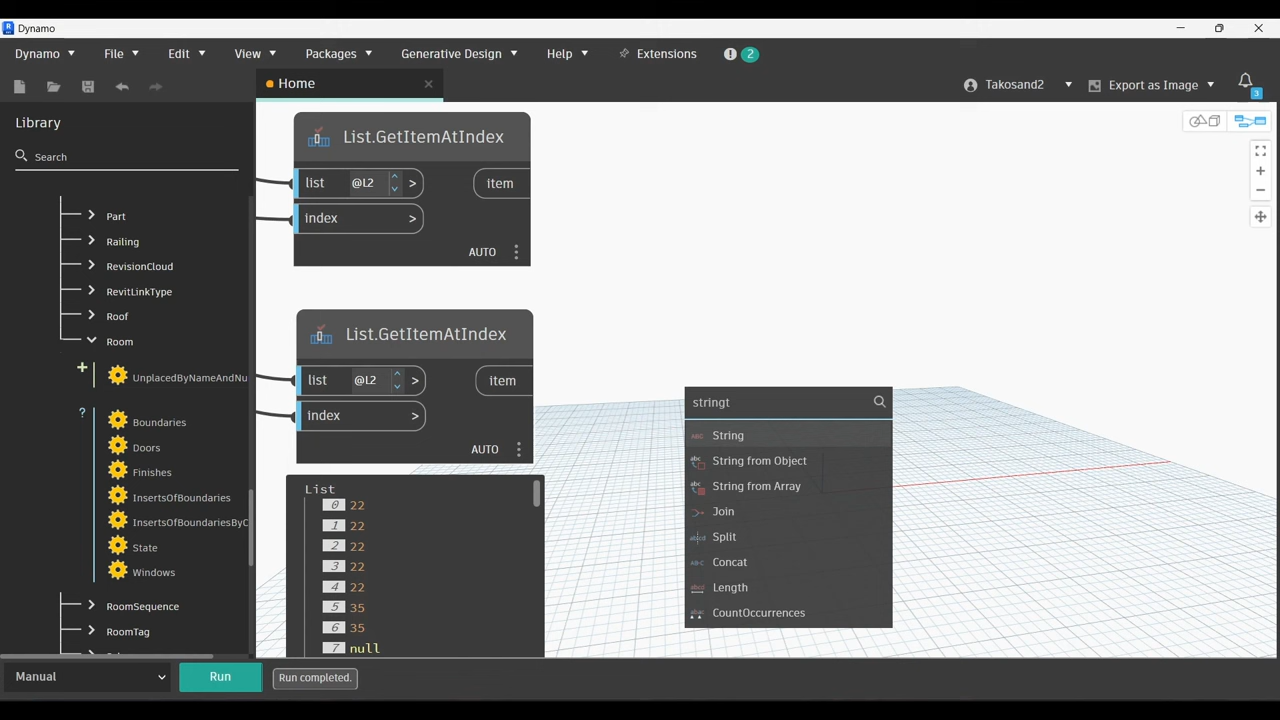 Dynamo
Dynamo File Edit View Packages Generative Design Help Extensions 2
Home
Takosand2 Export as Image 3
Library
Search
Part
Railing
RevisionCloud
RevitLinkType
Roof
Room
UnplacedByNameAndNu
Boundaries
Doors
Finishes
InsertsOfBoundaries
InsertsOfBoundariesByC
State
Windows
RoomSequence
RoomTag
List.GetItemAtIndex
list @L2 > item
index >
AUTO
List.GetItemAtIndex
list @L2 > item
index >
AUTO
List
0 22
1 22
2 22
3 22
4 22
5 35
6 35
7 null
stringt
String
String from Object
String from Array
Join
Split
Concat
Length
CountOccurrences
Manual Run Run completed.